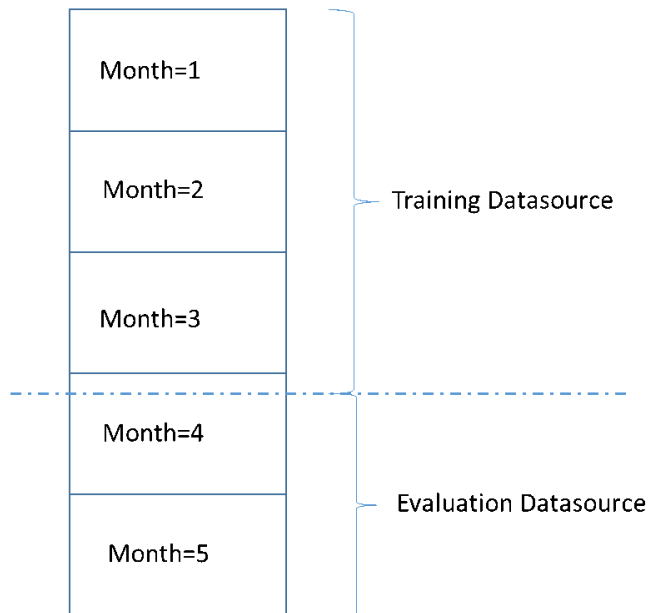 Month=1
Month=2
Training Datasource
Month=3
Month=4
Evaluation Datasource
Month=5